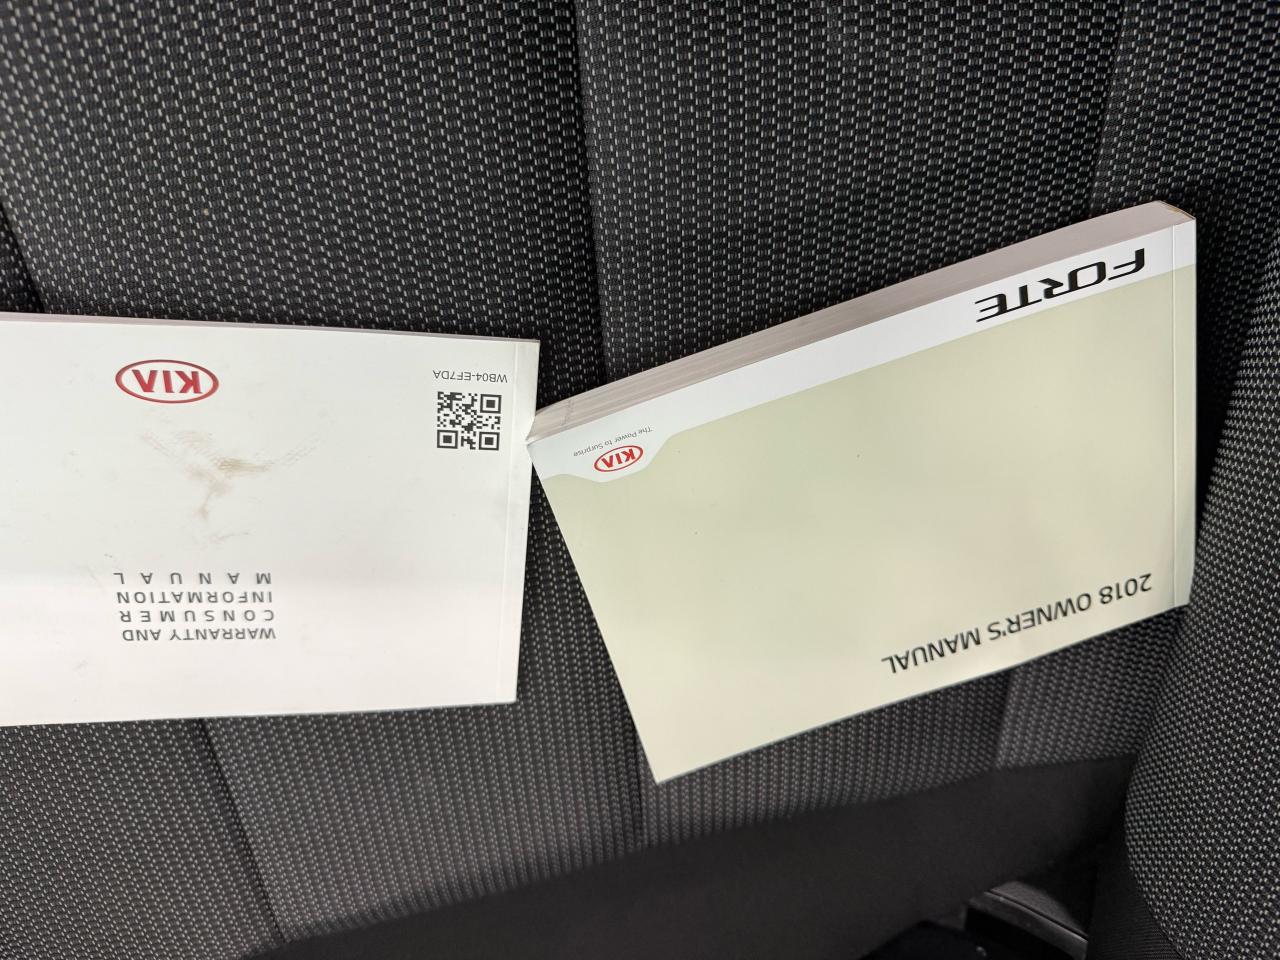 WARRANTY AND
CONSUMER
INFORMATION
MANUAL
KIA
WB04-EF7DA
2018 OWNER'S MANUAL
KIA
The Power to Surprise
FORTE